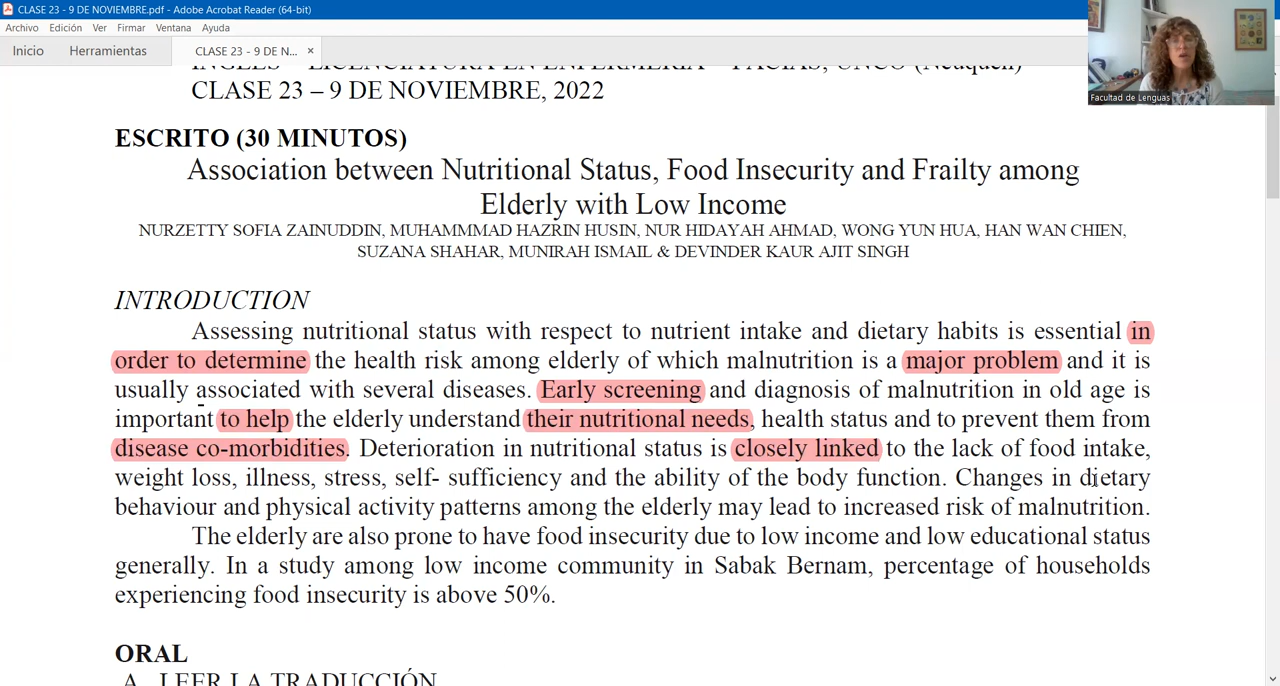 CLASE 23 - 9 DE NOVIEMBRE.pdf - Adobe Acrobat Reader (64-bit)
Archivo Edición Ver Firmar Ventana Ayuda
Inicio Herramientas CLASE 23 - 9 DE N... ×
INGLÉS – LICENCIATURA EN ENFERMERÍA – FACIAS, UNCO (Neuquén)
CLASE 23 – 9 DE NOVIEMBRE, 2022
Facultad de Lenguas
ESCRITO (30 MINUTOS)
Association between Nutritional Status, Food Insecurity and Frailty among
Elderly with Low Income
NURZETTY SOFIA ZAINUDDIN, MUHAMMMAD HAZRIN HUSIN, NUR HIDAYAH AHMAD, WONG YUN HUA, HAN WAN CHIEN,
SUZANA SHAHAR, MUNIRAH ISMAIL & DEVINDER KAUR AJIT SINGH
INTRODUCTION
Assessing nutritional status with respect to nutrient intake and dietary habits is essential in
order to determine the health risk among elderly of which malnutrition is a major problem and it is
usually associated with several diseases. Early screening and diagnosis of malnutrition in old age is
important to help the elderly understand their nutritional needs, health status and to prevent them from
disease co-morbidities. Deterioration in nutritional status is closely linked to the lack of food intake,
weight loss, illness, stress, self- sufficiency and the ability of the body function. Changes in dietary
behaviour and physical activity patterns among the elderly may lead to increased risk of malnutrition.
The elderly are also prone to have food insecurity due to low income and low educational status
generally. In a study among low income community in Sabak Bernam, percentage of households
experiencing food insecurity is above 50%.
ORAL
A. LEER LA TRADUCCIÓN